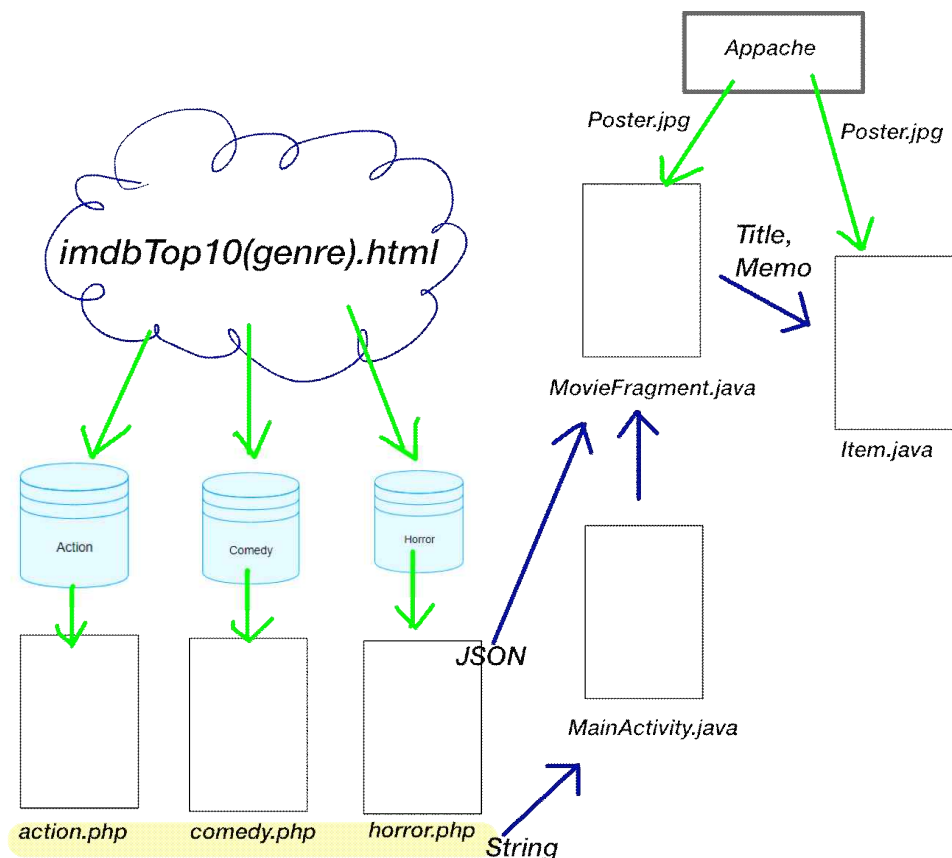 Appache
Poster.jpg
Poster.jpg
imdbTop10(genre).html
Title,
Memo
MovieFragment.java
Item.java
Action
Comedy
Horror
JSON
MainActivity.java
action.php
comedy.php
horror.php
String